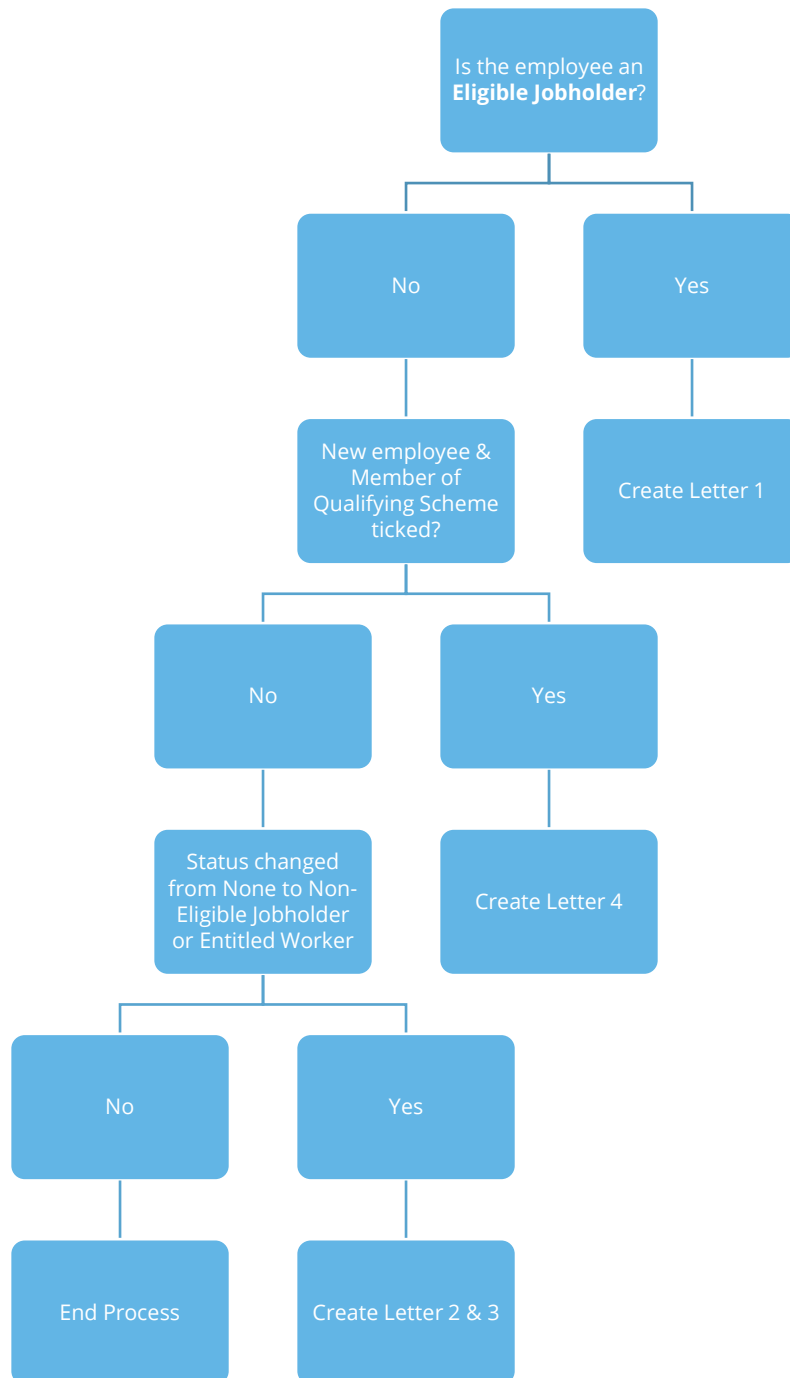 Is the employee an
Eligible Jobholder?
No
Yes
New employee &
Member of
Qualifying Scheme
ticked?
Create Letter 1
No
Yes
Status changed
from None to Non-
Eligible Jobholder
or Entitled Worker
Create Letter 4
No
Yes
End Process
Create Letter 2 & 3